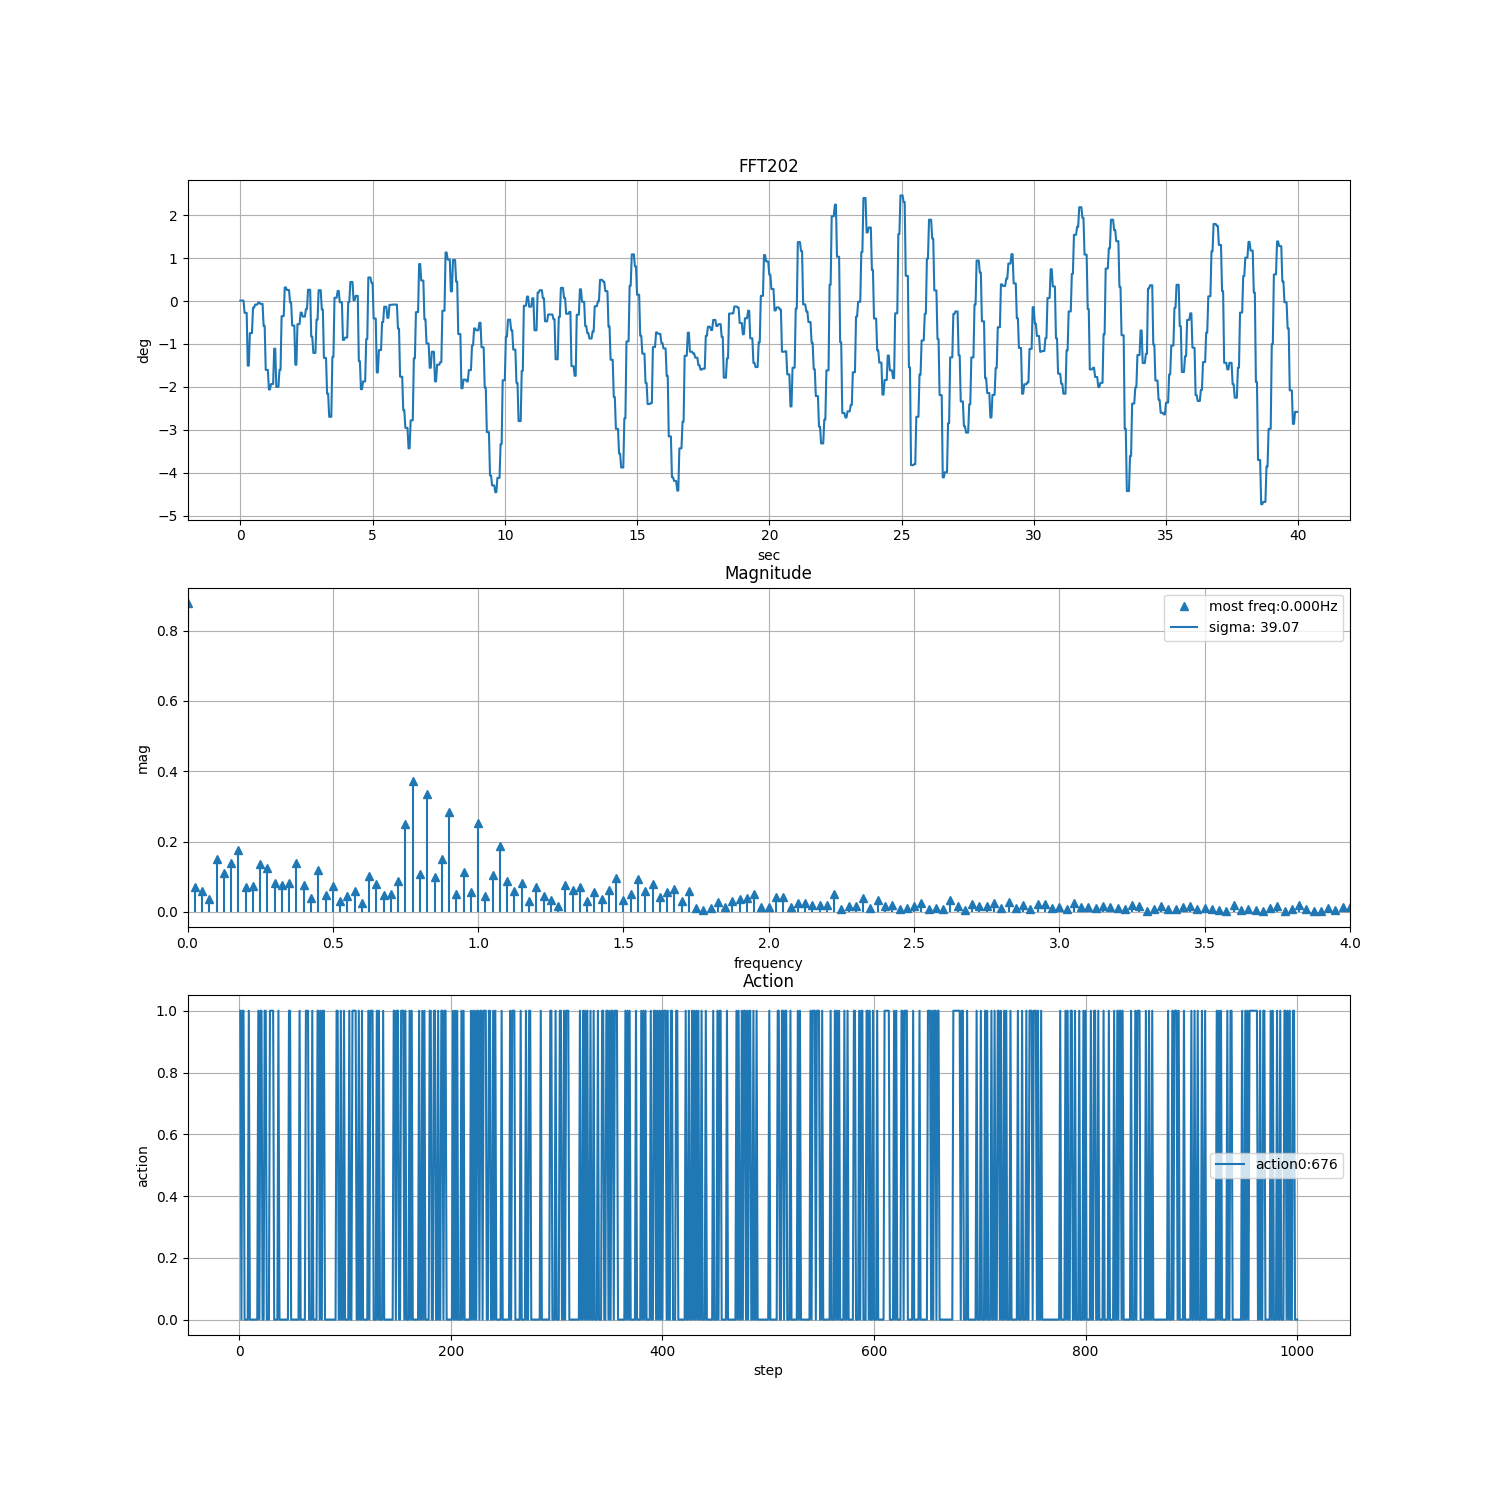 FFT202
2
1
0
−1
−2
−3
−4
−5
deg
0 5 10 15 20 25 30 35 40
sec
Magnitude
most freq:0.000Hz
sigma: 39.07
0.8
0.6
0.4
0.2
0.0
mag
0.0 0.5 1.0 1.5 2.0 2.5 3.0 3.5 4.0
frequency
Action
1.0
0.8
0.6
0.4
0.2
0.0
action
action0:676
0 200 400 600 800 1000
step